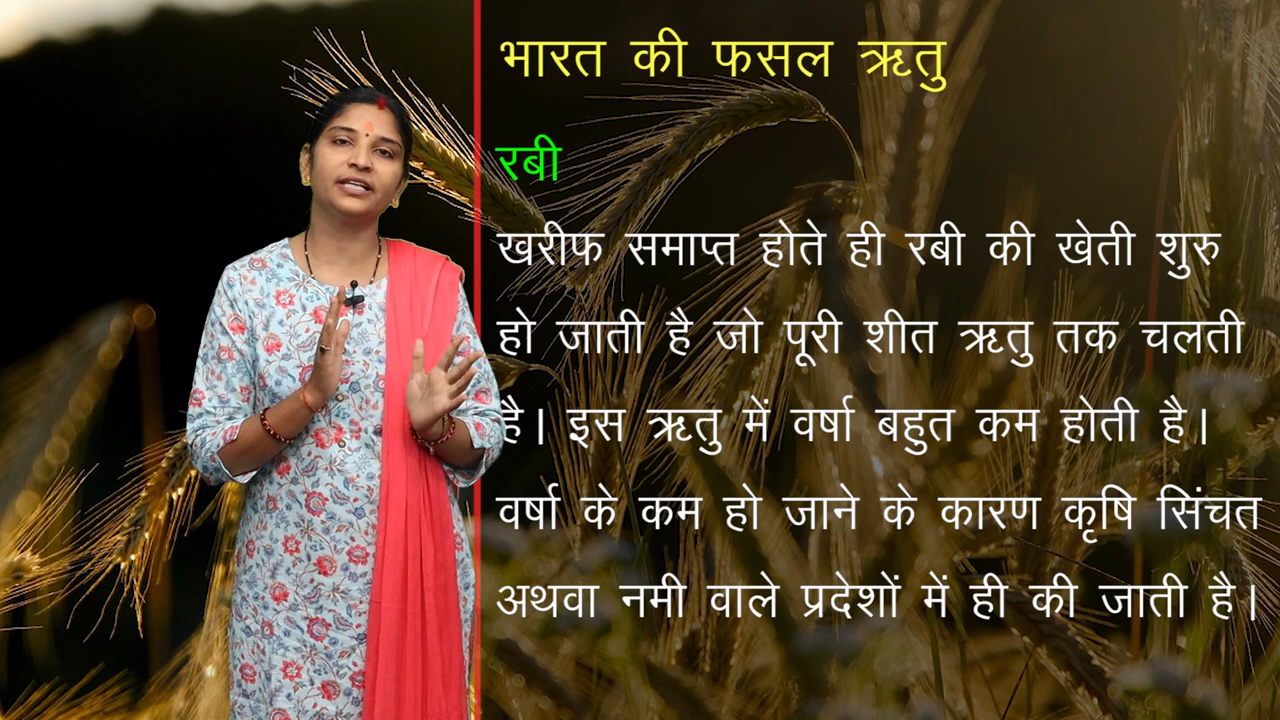 भारत की फसल ऋतु
रबी
खरीफ समाप्त होते ही रबी की खेती शुरु
हो जाती है जो पूरी शीत ऋतु तक चलती
है। इस ऋतु में वर्षा बहुत कम होती है।
वर्षा के कम हो जाने के कारण कृषि सिंचत
अथवा नमी वाले प्रदेशों में ही की जाती है।